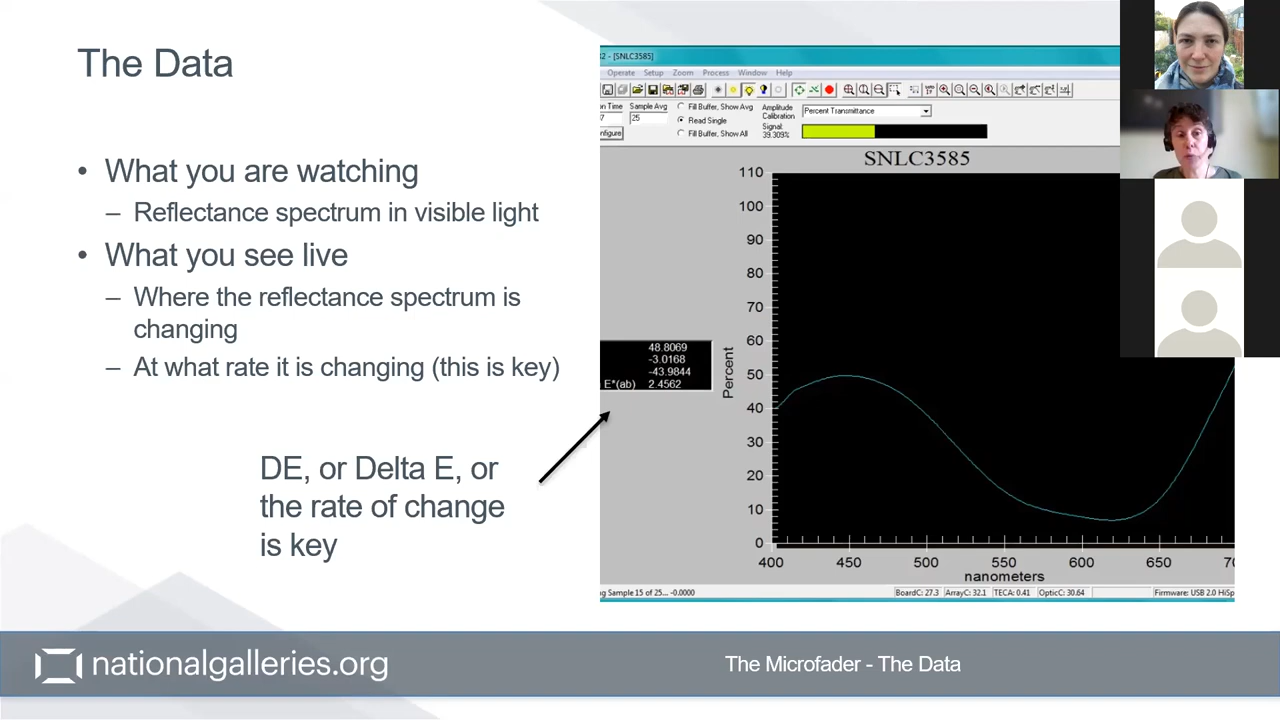 The Data
• What you are watching
– Reflectance spectrum in visible light
• What you see live
– Where the reflectance spectrum is
changing
– At what rate it is changing (this is key)
DE, or Delta E, or
the rate of change
is key
- [SNLC3585]
Operate Setup Zoom Process Window Help
on Time Sample Avg
7 25
Fill Buffer, Show Avg
Read Single
Fill Buffer, Show All
Amplitude
Calibration
Percent Transmittance
Signal:
39.309%
SNLC3585
48.8069
-3.0168
-43.9844
E*(ab) 2.4562
Percent
110
100
90
80
70
60
50
40
30
20
10
0
400 450 500 550 600 650 70
nanometers
g Sample 15 of 25... -0.0000 BoardC: 27.3 ArrayC: 32.1 TECA: 0.41 OpticC: 30.64 Firmware: USB 2.0 HiSp
nationalgalleries.org
The Microfader - The Data